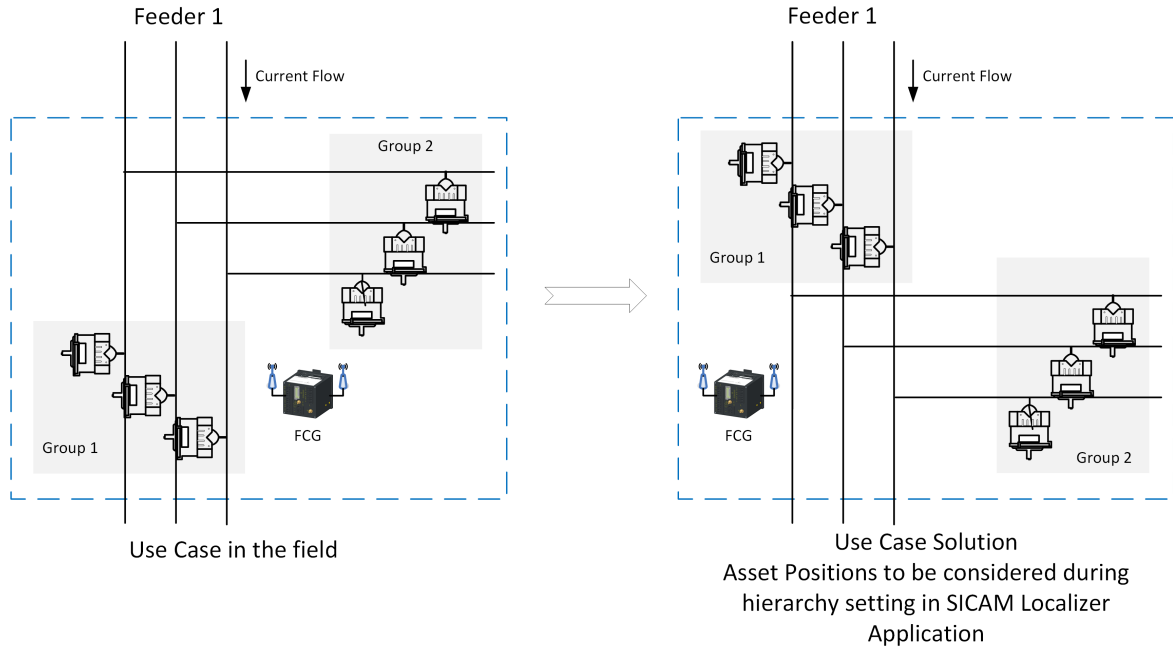 Feeder 1
Current Flow
Group 2
Group 1
FCG
Use Case in the field
Feeder 1
Current Flow
Group 1
FCG
Group 2
Use Case Solution
Asset Positions to be considered during
hierarchy setting in SICAM Localizer
Application